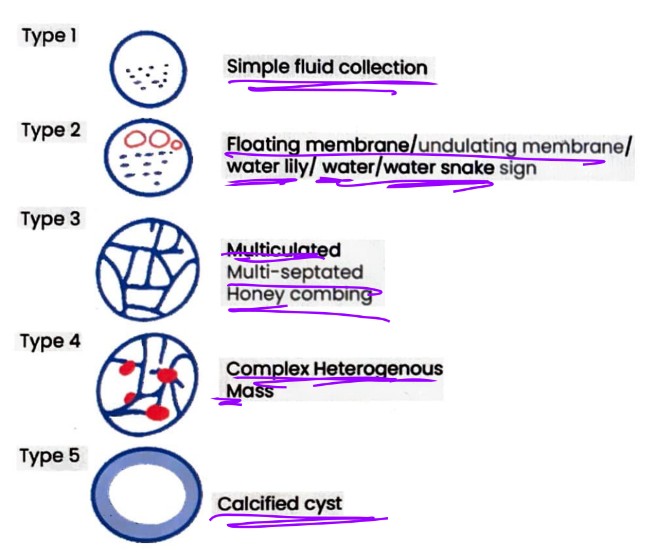 Type 1
Simple fluid collection
Type 2
Floating membrane/undulating membrane/
water lily/ water/water snake sign
Type 3
Multiculated
Multi-septated
Honey combing
Type 4
Complex Heterogenous
Mass
Type 5
Calcified cyst